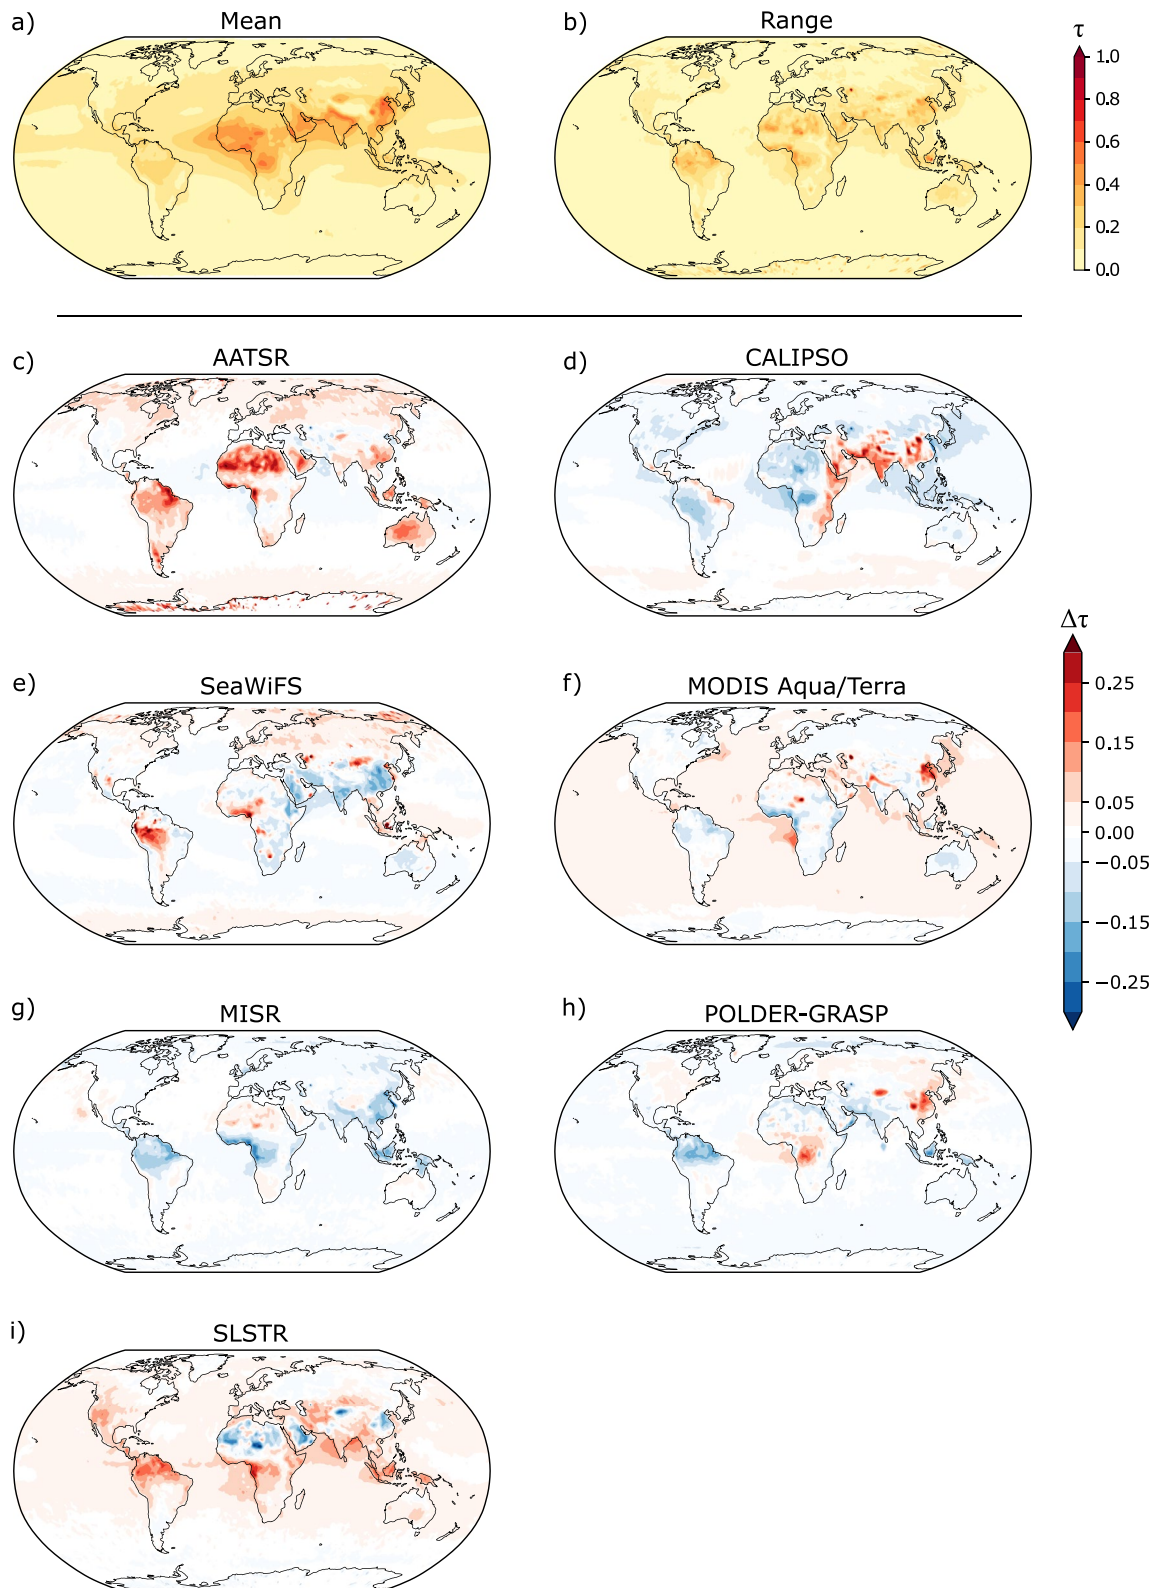 a)
Mean
b)
Range
τ
1.0
0.8
0.6
0.4
0.2
0.0
c)
AATSR
d)
CALIPSO
e)
SeaWiFS
f)
MODIS Aqua/Terra
Δτ
0.25
0.15
0.05
0.00
−0.05
−0.15
−0.25
g)
MISR
h)
POLDER-GRASP
i)
SLSTR